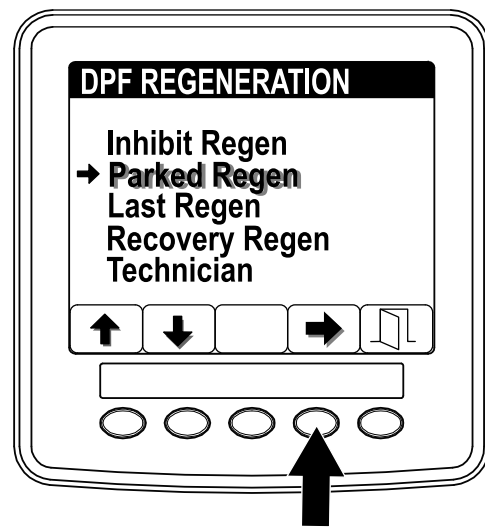 DPF REGENERATION
Inhibit Regen
Parked Regen
Last Regen
Recovery Regen
Technician